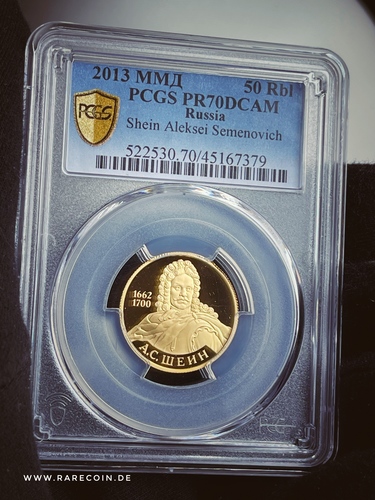 2013 ММД 50 Rbl
PCGS PR70DCAM
Russia
Shein Aleksei Semenovich
522530.70/45167379
PCGS
1662
1700
А.С. ШЕИН
WWW.RARECOIN.DE